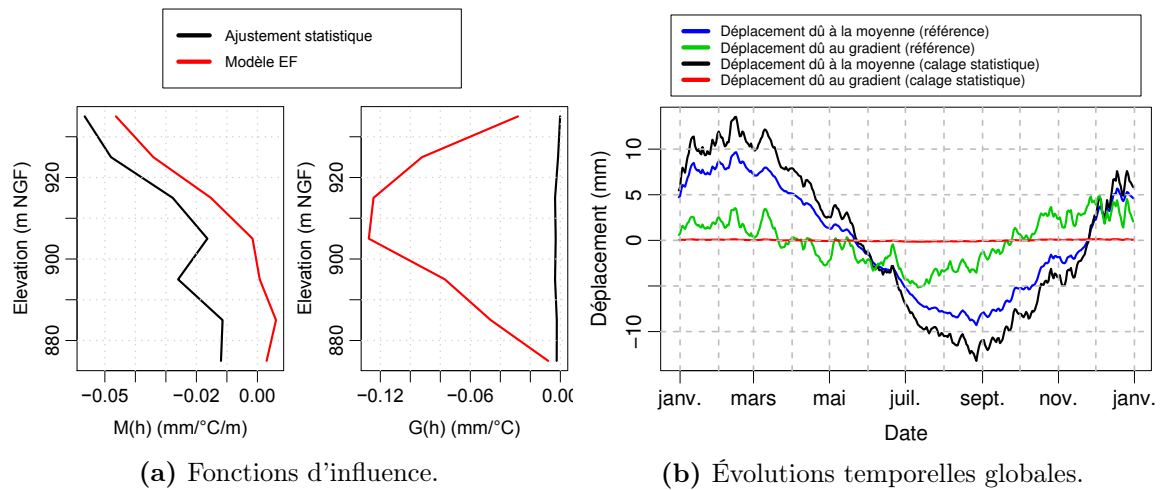 Ajustement statistique
Modèle EF
Elevation (m NGF)
880
900
920
−0.05
−0.02
0.00
M(h) (mm/°C/m)
Elevation (m NGF)
880
900
920
−0.12
−0.06
0.00
G(h) (mm/°C)
(a) Fonctions d'influence.
Déplacement dû à la moyenne (référence)
Déplacement dû au gradient (référence)
Déplacement dû à la moyenne (calage statistique)
Déplacement dû au gradient (calage statistique)
Déplacement (mm)
10
5
0
−10
janv.
mars
mai
juil.
sept.
nov.
janv.
Date
(b) Évolutions temporelles globales.